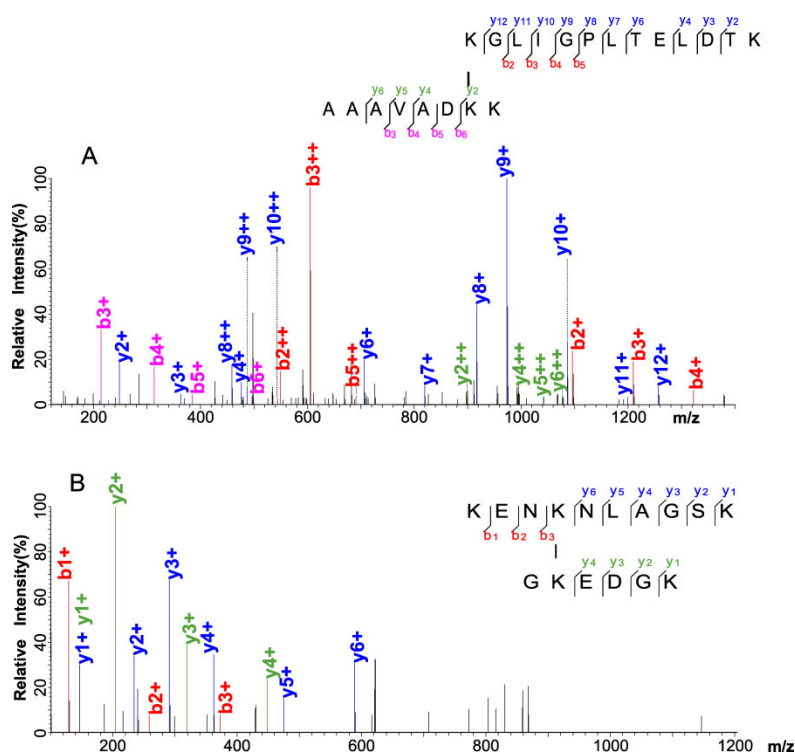 y12 y11 y10 y9 y8 y7 y6 y4 y3 y2
K G L I G P L T E L D T K
b2 b3 b4 b5
y6 y5 y4 y2
A A A V A D K K
b3 b4 b5 b6
A
Relative Intensity(%)
100
80
60
40
20
0
b3+
y2+
b4+
y3+
b5+
y8++
y4+
y9++
b6+
y10++
b2++
b3++
b5++
y6+
y7+
y2++
y8+
y9+
y4++
y5++
y6++
y10+
b2+
y11+
b3+
y12+
b4+
200 400 600 800 1000 1200 m/z
B
y6 y5 y4 y3 y2 y1
K E N K N L A G S K
b1 b2 b3
y4 y3 y2 y1
G K E D G K
Relative Intensity(%)
100
80
60
40
20
0
b1+
y1+
y1+
y2+
y2+
b2+
y3+
y3+
y4+
b3+
y4+
y5+
y6+
200 400 600 800 1000 1200 m/z